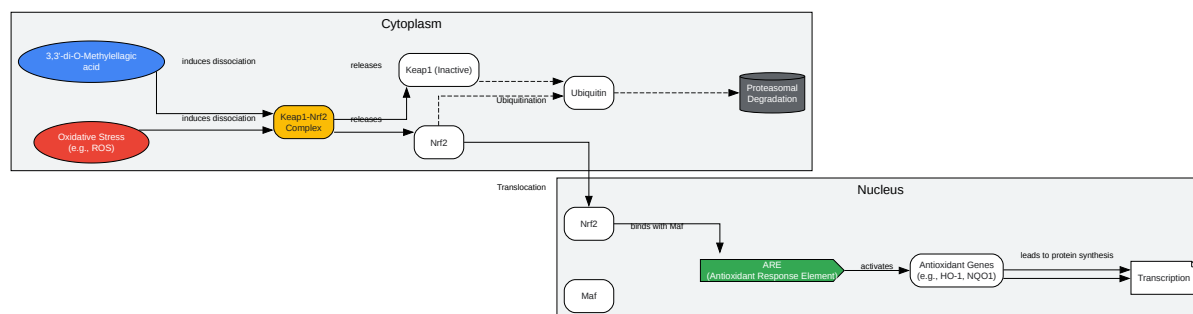 Cytoplasm
3,3'-di-O-Methylellagic
acid
induces dissociation
releases
Keap1 (Inactive)
Ubiquitin
Proteasomal
Degradation
Ubiquitination
Keap1-Nrf2
Complex
induces dissociation
releases
Oxidative Stress
(e.g., ROS)
Nrf2
Translocation
Nucleus
Nrf2
binds with Maf
ARE
(Antioxidant Response Element)
activates
Antioxidant Genes
(e.g., HO-1, NQO1)
leads to protein synthesis
Transcription
Maf